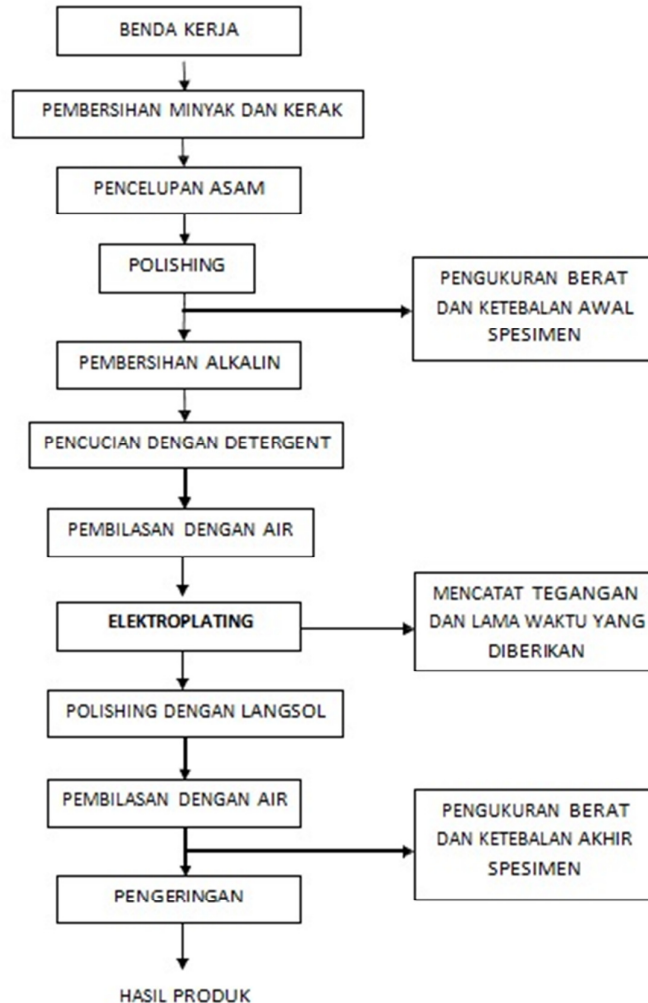 BENDA KERJA
PEMBERSIHAN MINYAK DAN KERAK
PENCELUPAN ASAM
POLISHING
PENGUKURAN BERAT
DAN KETEBALAN AWAL
SPESIMEN
PEMBERSIHAN ALKALIN
PENCUCIAN DENGAN DETERGENT
PEMBILASAN DENGAN AIR
ELEKTROPLATING
MENCATAT TEGANGAN
DAN LAMA WAKTU YANG
DIBERIKAN
POLISHING DENGAN LANGSOL
PEMBILASAN DENGAN AIR
PENGUKURAN BERAT
DAN KETEBALAN AKHIR
SPESIMEN
PENGERINGAN
HASIL PRODUK